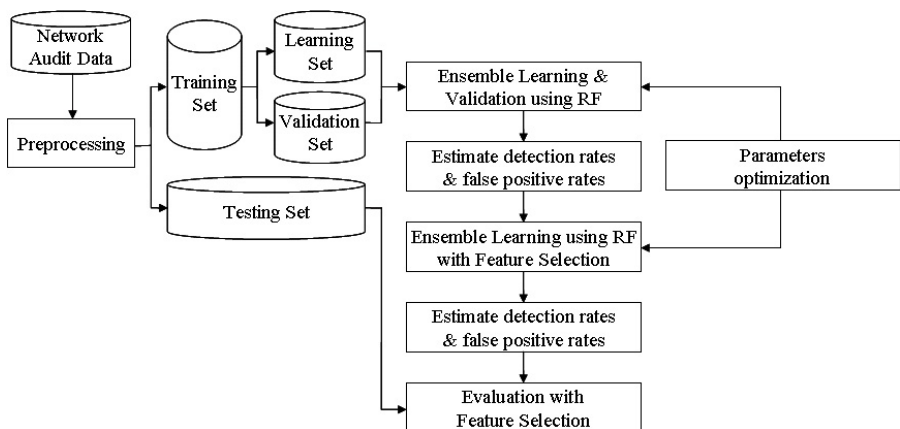 Network
Audit Data
Preprocessing
Training
Set
Learning
Set
Validation
Set
Testing Set
Ensemble Learning &
Validation using RF
Estimate detection rates
& false positive rates
Ensemble Learning using RF
with Feature Selection
Estimate detection rates
& false positive rates
Evaluation with
Feature Selection
Parameters
optimization